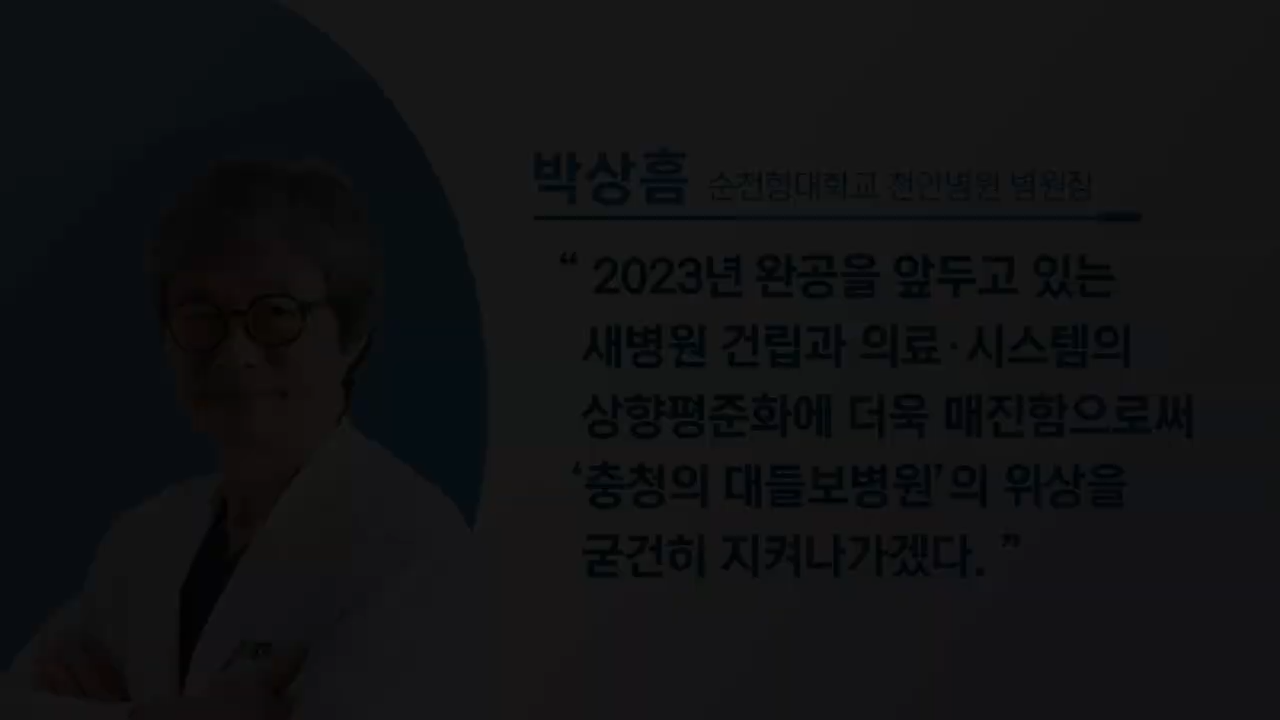 박상흠 순천향대학교 천안병원 병원장
“ 2023년 완공을 앞두고 있는
새병원 건립과 의료·시스템의
상향평준화에 더욱 매진함으로써
‘충청의 대들보병원’의 위상을
굳건히 지켜나가겠다. ”